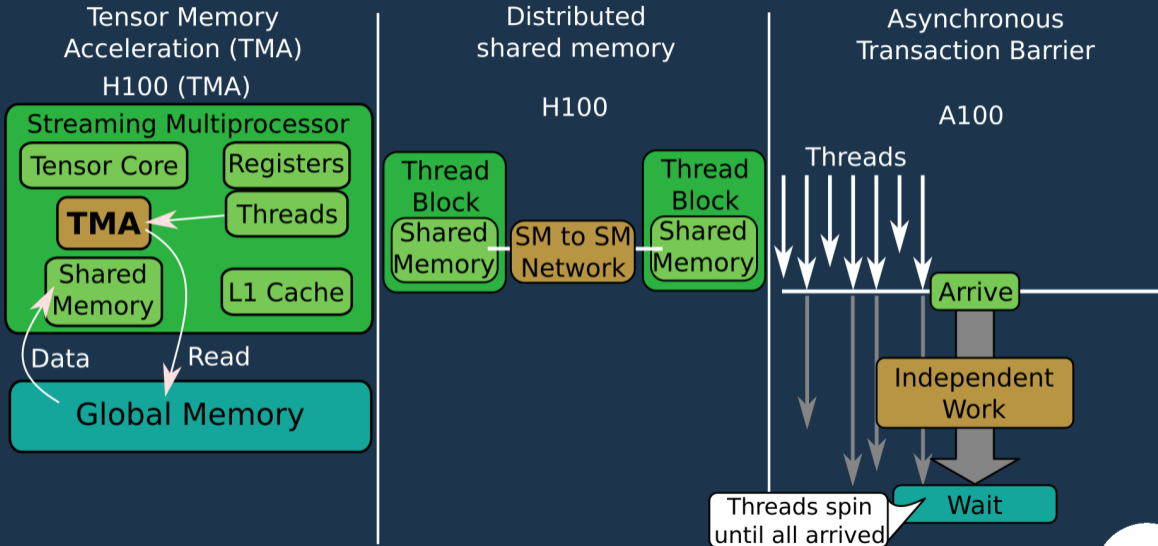 Tensor Memory
Acceleration (TMA)
H100 (TMA)
Streaming Multiprocessor
Tensor Core
Registers
TMA
Threads
Shared
Memory
L1 Cache
Data
Read
Global Memory
Distributed
shared memory
H100
Thread
Block
Shared
Memory
SM to SM
Network
Thread
Block
Shared
Memory
Asynchronous
Transaction Barrier
A100
Threads
Arrive
Independent
Work
Wait
Threads spin
until all arrived